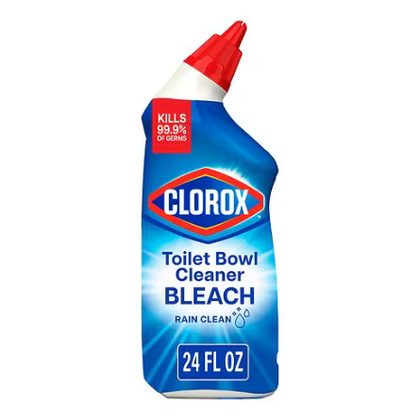 KILLS
99.9%
OF GERMS
CLOROX
Toilet Bowl
Cleaner
BLEACH
RAIN CLEAN
24 FL OZ